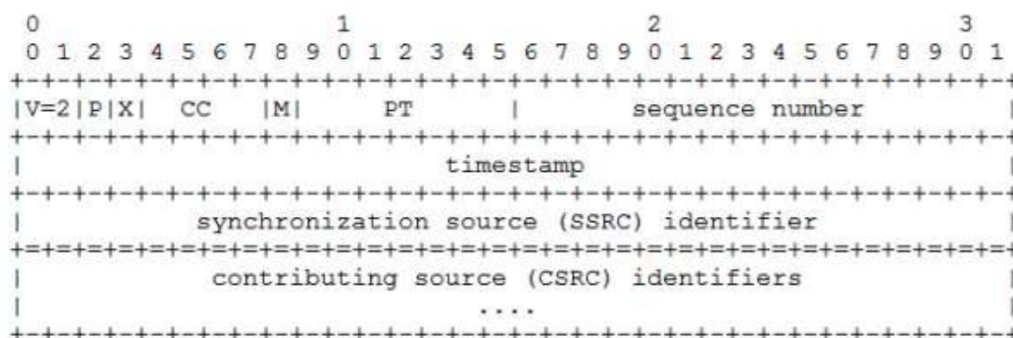 0                   1                   2                   3
 0 1 2 3 4 5 6 7 8 9 0 1 2 3 4 5 6 7 8 9 0 1 2 3 4 5 6 7 8 9 0 1
+-+-+-+-+-+-+-+-+-+-+-+-+-+-+-+-+-+-+-+-+-+-+-+-+-+-+-+-+-+-+-+-+
|V=2|P|X|  CC   |M|     PT      |       sequence number         |
+-+-+-+-+-+-+-+-+-+-+-+-+-+-+-+-+-+-+-+-+-+-+-+-+-+-+-+-+-+-+-+-+
|                           timestamp                           |
+-+-+-+-+-+-+-+-+-+-+-+-+-+-+-+-+-+-+-+-+-+-+-+-+-+-+-+-+-+-+-+-+
|           synchronization source (SSRC) identifier            |
+=+=+=+=+=+=+=+=+=+=+=+=+=+=+=+=+=+=+=+=+=+=+=+=+=+=+=+=+=+=+=+=+
|            contributing source (CSRC) identifiers             |
|                             ....                              |
+-+-+-+-+-+-+-+-+-+-+-+-+-+-+-+-+-+-+-+-+-+-+-+-+-+-+-+-+-+-+-+-+